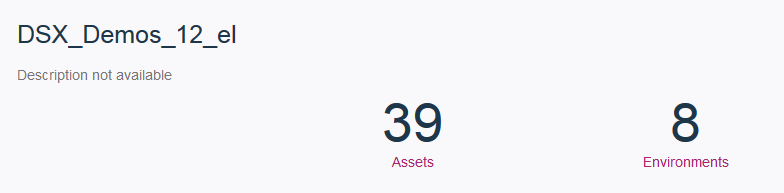 DSX_Demos_12_el
Description not available
39
Assets
8
Environments